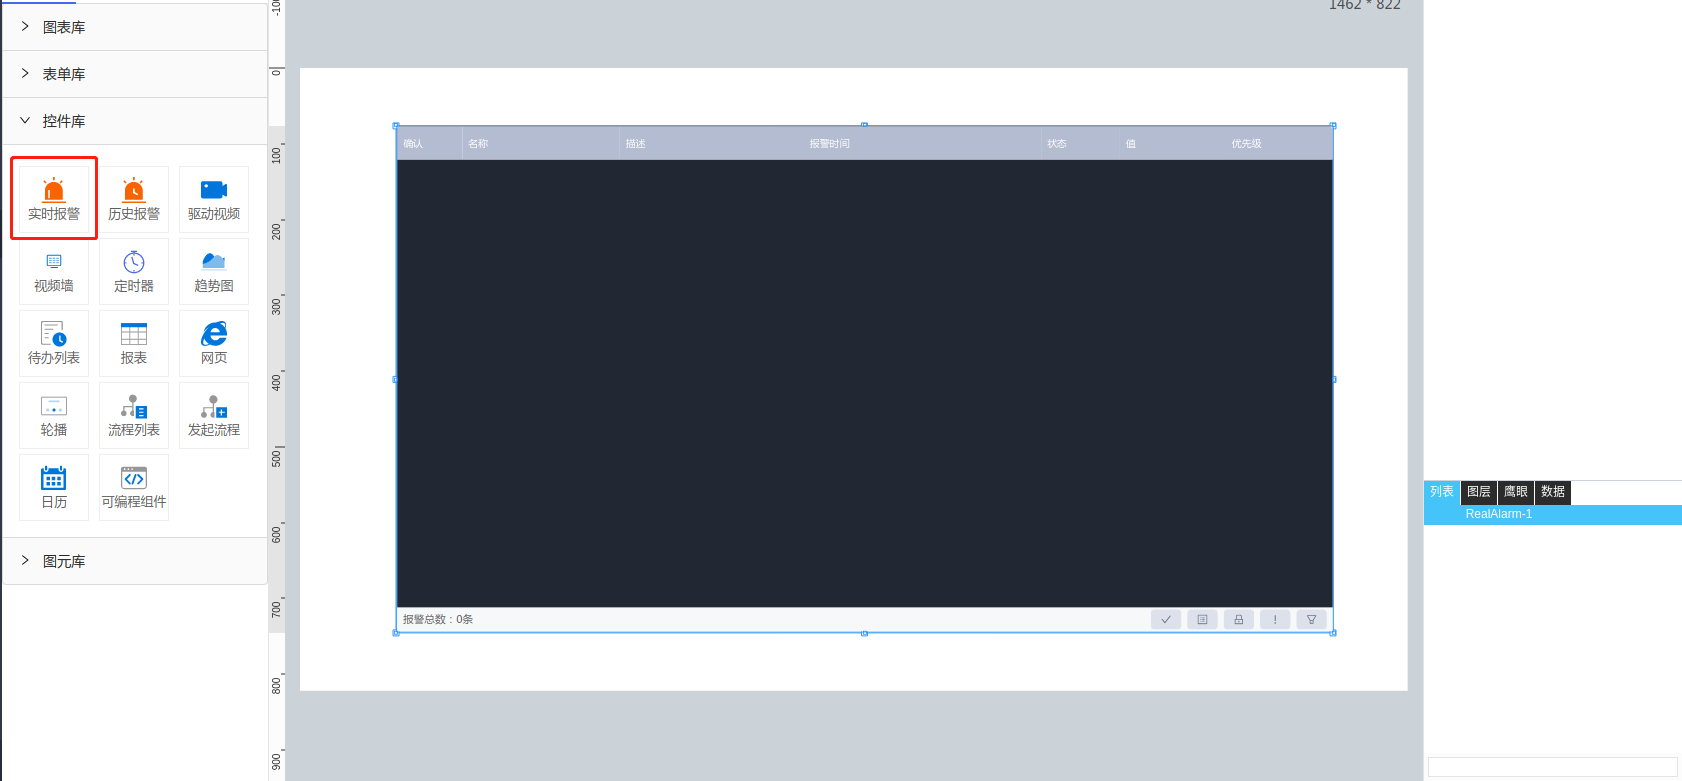 图表库
表单库
控件库
实时报警
历史报警
驱动视频
视频墙
定时器
趋势图
待办列表
报表
网页
轮播
流程列表
发起流程
日历
可编程组件
图元库
-100
0
100
200
300
400
500
600
700
800
900
1462 * 822
确认 名称 描述 报警时间 状态 值 优先级
报警总数：0条
列表 图层 鹰眼 数据
RealAlarm-1